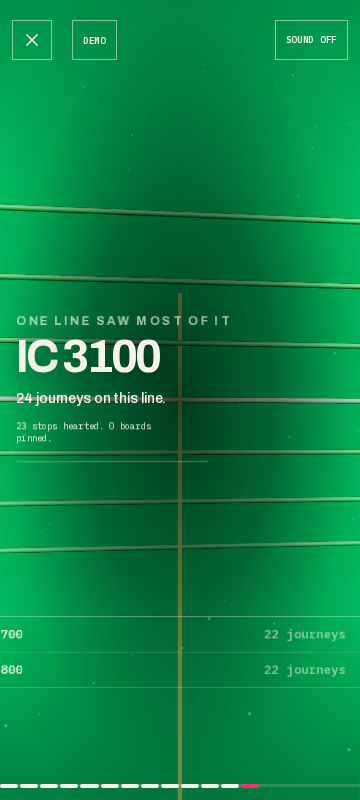 DEMO
SOUND OFF
ONE LINE SAW MOST OF IT
IC 3100
24 journeys on this line.
23 stops hearted. 0 boards
pinned.
700 22 journeys
800 22 journeys